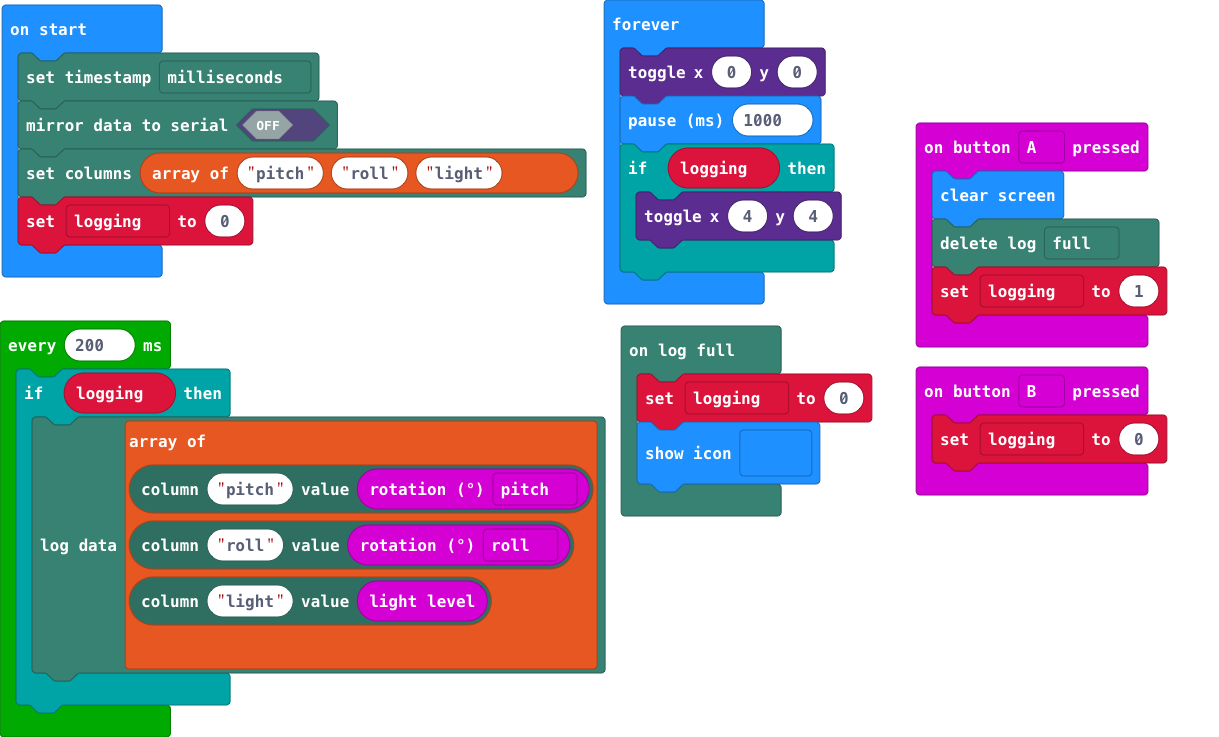 on start
set timestamp milliseconds
mirror data to serial OFF
set columns array of "pitch" "roll" "light"
set logging to 0
forever
toggle x 0 y 0
pause (ms) 1000
if logging then
toggle x 4 y 4
on button A pressed
clear screen
delete log full
set logging to 1
every 200 ms
if logging then
log data array of
column "pitch" value rotation (°) pitch
column "roll" value rotation (°) roll
column "light" value light level
on log full
set logging to 0
show icon
on button B pressed
set logging to 0